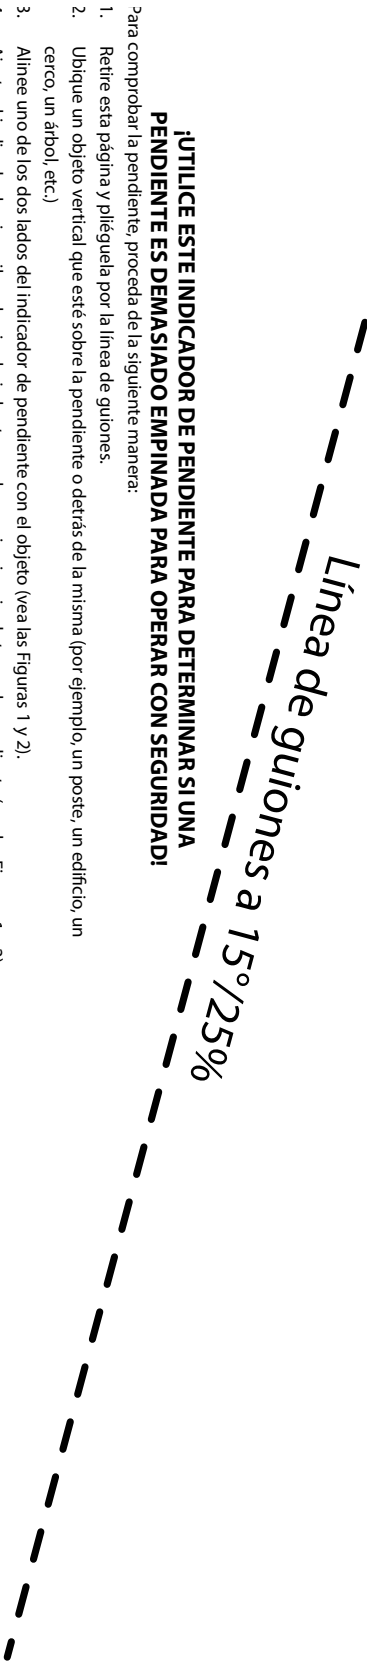 ¡UTILICE ESTE INDICADOR DE PENDIENTE PARA DETERMINAR SI UNA
PENDIENTE ES DEMASIADO EMPINADA PARA OPERAR CON SEGURIDAD!
Para comprobar la pendiente, proceda de la siguiente manera:
1. Retire esta página y pliéguela por la línea de guiones.
2. Ubique un objeto vertical que esté sobre la pendiente o detrás de la misma (por ejemplo, un poste, un edificio, un
cerco, un árbol, etc.)
3. Alinee uno de los dos lados del indicador de pendiente con el objeto (vea las Figuras 1 y 2).
Línea de guiones a 15°/25%